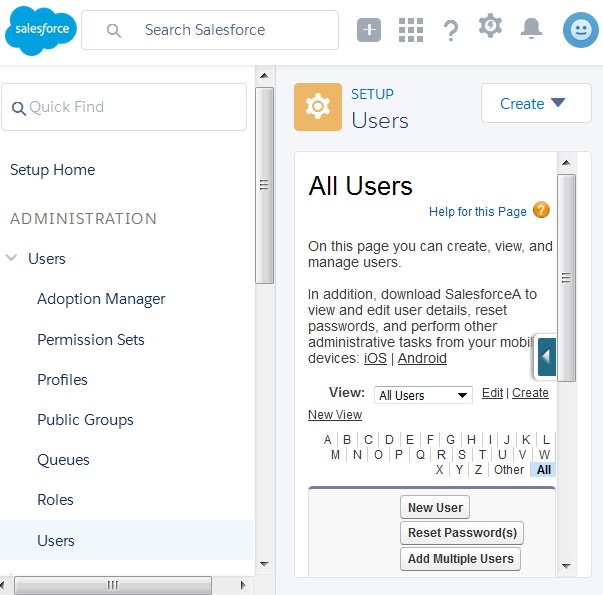 salesforce
Search Salesforce
Quick Find
Setup Home
ADMINISTRATION
Users
Adoption Manager
Permission Sets
Profiles
Public Groups
Queues
Roles
Users
SETUP
Users
Create
All Users
Help for this Page ?
On this page you can create, view, and
manage users.
In addition, download SalesforceA to
view and edit user details, reset
passwords, and perform other
administrative tasks from your mobil
devices: iOS | Android
View: All Users Edit | Create
New View
A | B | C | D | E | F | G | H | I | J | K | L
M | N | O | P | Q | R | S | T | U | V | W
X | Y | Z | Other | All
New User
Reset Password(s)
Add Multiple Users